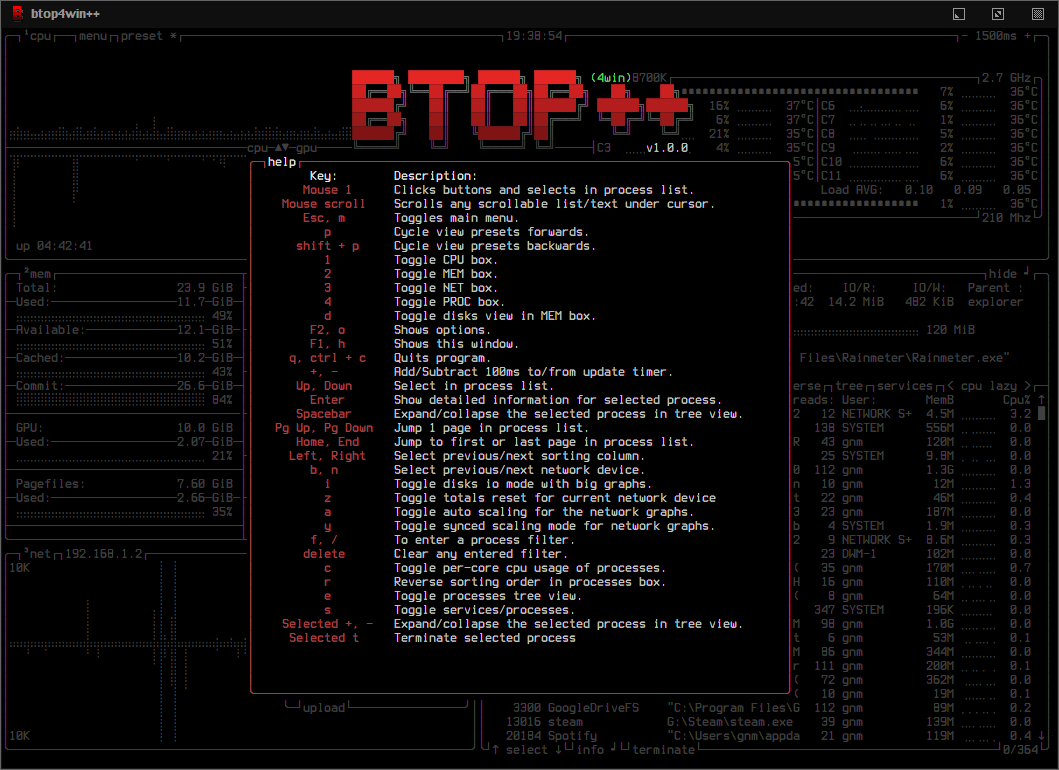 btop4win++
¹cpu menu preset * 19:38:54 - 1500ms +
BTOP++ (4win) 8700K 2.7 GHz
7% 36°C
16% 37°C C6 6% 36°C
6% 37°C C7 1% 36°C
21% 35°C C8 5% 36°C
cpu ▲▼ gpu C3 v1.0.0 4% 35°C C9 2% 36°C
5°C C10 6% 36°C
5°C C11 6% 36°C
Load AVG: 0.10 0.09 0.05
1% 36°C
210 Mhz
up 04:42:41
help
Key: Description:
Mouse 1 Clicks buttons and selects in process list.
Mouse scroll Scrolls any scrollable list/text under cursor.
Esc, m Toggles main menu.
p Cycle view presets forwards.
shift + p Cycle view presets backwards.
1 Toggle CPU box.
2 Toggle MEM box.
3 Toggle NET box.
4 Toggle PROC box.
d Toggle disks view in MEM box.
F2, o Shows options.
F1, h Shows this window.
q, ctrl + c Quits program.
+, - Add/Subtract 100ms to/from update timer.
Up, Down Select in process list.
Enter Show detailed information for selected process.
Spacebar Expand/collapse the selected process in tree view.
Pg Up, Pg Down Jump 1 page in process list.
Home, End Jump to first or last page in process list.
Left, Right Select previous/next sorting column.
b, n Select previous/next network device.
i Toggle disks io mode with big graphs.
z Toggle totals reset for current network device
a Toggle auto scaling for the network graphs.
y Toggle synced scaling mode for network graphs.
f, / To enter a process filter.
delete Clear any entered filter.
c Toggle per-core cpu usage of processes.
r Reverse sorting order in processes box.
e Toggle processes tree view.
s Toggle services/processes.
Selected +, - Expand/collapse the selected process in tree view.
Selected t Terminate selected process
²mem
Total: 23.9 GiB
Used: 11.7 GiB
49%
Available: 12.1 GiB
51%
Cached: 10.2 GiB
43%
Commit: 26.6 GiB
84%
GPU: 10.0 GiB
Used: 2.07 GiB
21%
Pagefiles: 7.60 GiB
Used: 2.66 GiB
35%
³net 192.168.1.2
10K
10K
upload
hide ┘
ed: IO/R: IO/W: Parent :
:42 14.2 MiB 482 KiB explorer
120 MiB
Files\Rainmeter\Rainmeter.exe"
erse tree services < cpu lazy >
reads: User: MemB Cpu% ↑
2 12 NETWORK S+ 4.5M 3.2
138 SYSTEM 556M 0.0
R 43 gnm 120M 0.0
25 SYSTEM 9.8M 0.0
0 112 gnm 1.3G 0.0
n 10 gnm 12M 1.3
t 22 gnm 46M 0.4
3 23 gnm 187M 0.0
b 4 SYSTEM 1.9M 0.3
2 9 NETWORK S+ 8.6M 0.3
23 DWM-1 102M 0.0
( 35 gnm 170M 0.7
H 16 gnm 110M 0.0
( 8 gnm 64M 0.0
347 SYSTEM 196K 0.0
M 98 gnm 1.0G 0.0
t 6 gnm 53M 0.1
M 86 gnm 344M 0.0
r 111 gnm 200M 0.1
( 72 gnm 362M 0.0
( 10 gnm 19M 0.1
3300 GoogleDriveFS "C:\Program Files\G 112 gnm 89M 0.2
13016 steam G:\Steam\steam.exe 39 gnm 139M 0.0
20184 Spotify "C:\Users\gnm\appda 21 gnm 119M 0.4 ↓
↑ select ↓ info ┘ terminate 0/364